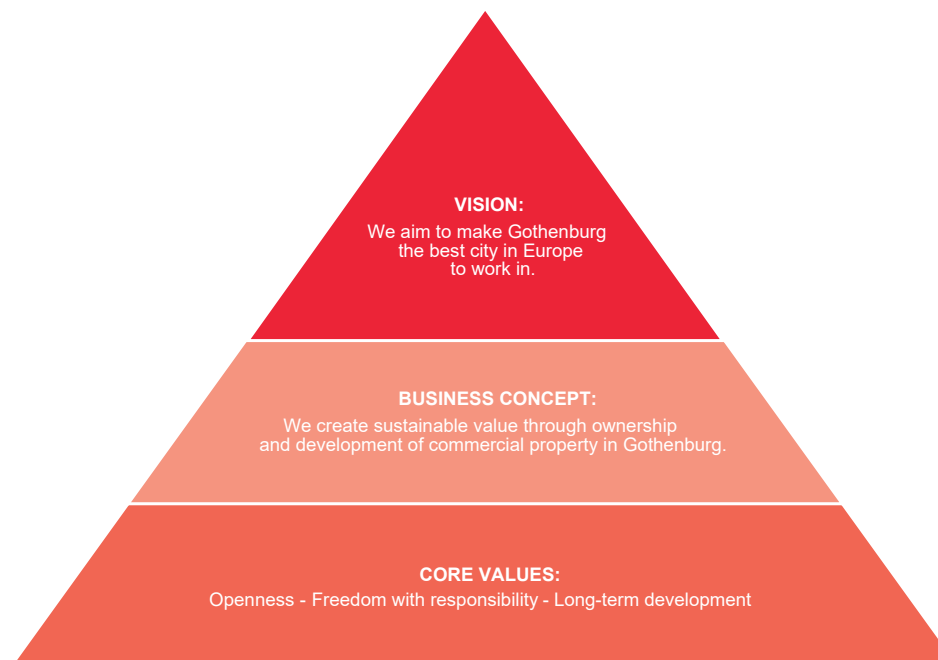 VISION:
We aim to make Gothenburg
the best city in Europe
to work in.
BUSINESS CONCEPT:
We create sustainable value through ownership
and development of commercial property in Gothenburg.
CORE VALUES:
Openness - Freedom with responsibility - Long-term development